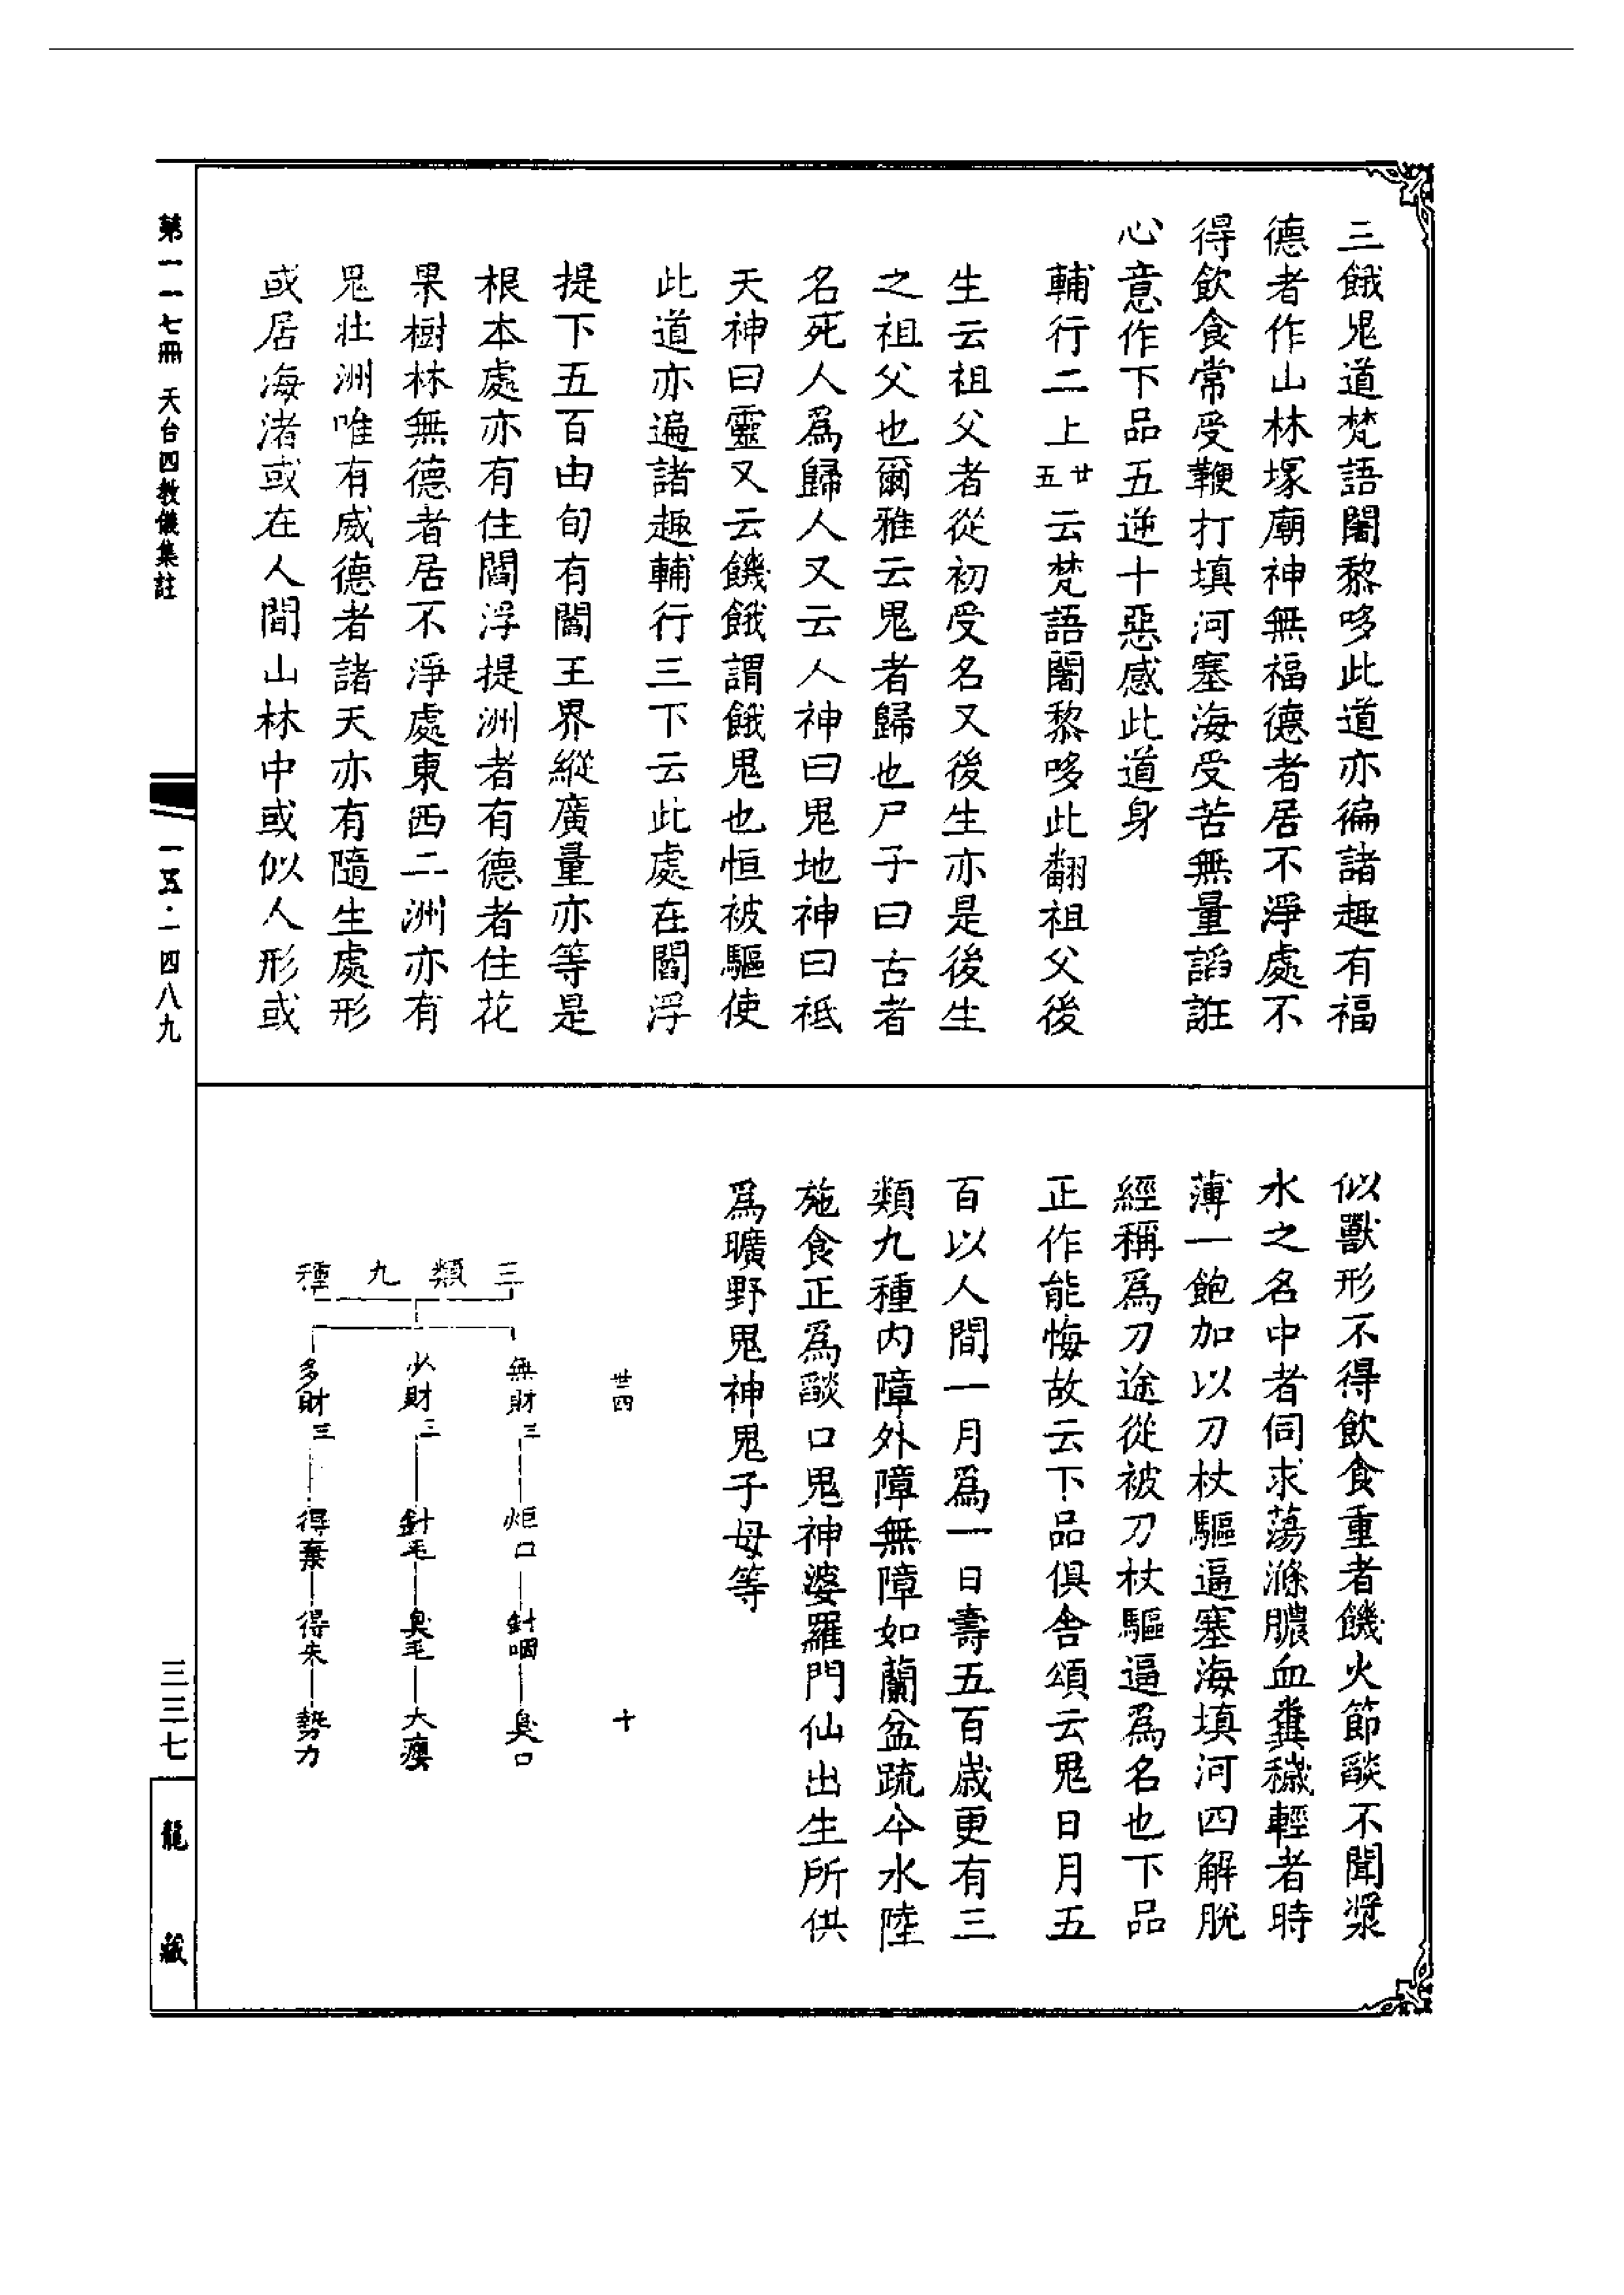 三餓鬼道梵語闍黎哆此道亦徧諸趣有福
德者作山林塚廟神無福德者居不淨處不
得飲食常受鞭打填河塞海受苦無量謟誑
心意作下品五逆十惡感此道身
輔行二上廿五云梵語闍黎哆此翻祖父後
生云祖父者從初受名又後生亦是後生
之祖父也爾雅云鬼者歸也尸子曰古者
名死人爲歸人又云人神曰鬼地神曰祇
天神曰靈又云饑餓謂餓鬼也恒被驅使
此道亦遍諸趣輔行三下云此處在閻浮
提下五百由旬有閻王界縱廣量亦等是
根本處亦有住閻浮提洲者有德者住花
果樹林無德者居不淨處東西二洲亦有
鬼壯洲唯有威德者諸天亦有隨生處形
或居海渚或在人間山林中或似人形或
似獸形不得飲食重者饑火節燄不聞漿
水之名中者伺求蕩滌膿血糞穢輕者時
薄一飽加以刀杖驅逼塞海填河四解脫
經稱爲刀途從被刀杖驅逼爲名也下品
正作能悔故云下品俱舍頌云鬼日月五
百以人間一月爲一日壽五百歲更有三
類九種內障外障無障如蘭盆疏今水陸
施食正爲燄口鬼神婆羅門仙出生所供
爲曠野鬼神鬼子母等
卅四 十
三類九種
無財三 炬口 針咽 臭口
少財三 針毛 臭毛 大癭
多財三 得棄 得失 勢力
第一一七冊 天台四教儀集註 一五·一四八九 三三七 龍藏